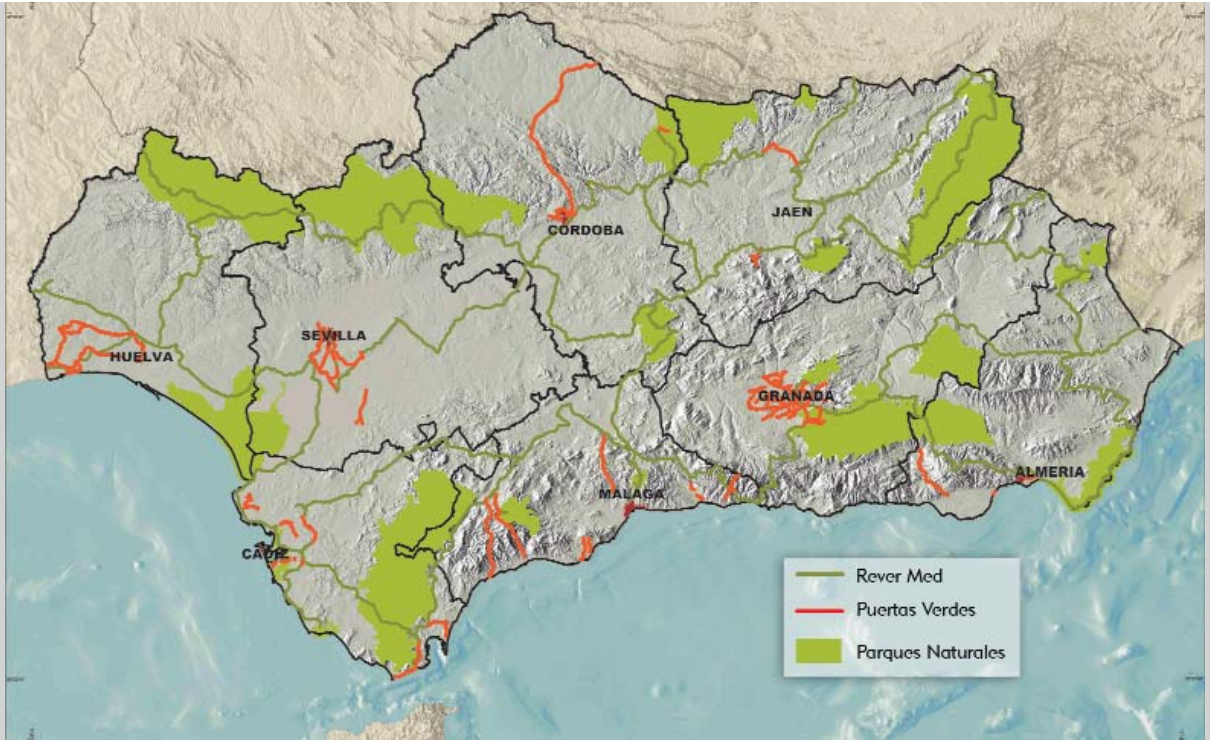 CORDOBA
JAEN
SEVILLA
HUELVA
GRANADA
ALMERIA
MALAGA
CADIZ
Rever Med
Puertas Verdes
Parques Naturales